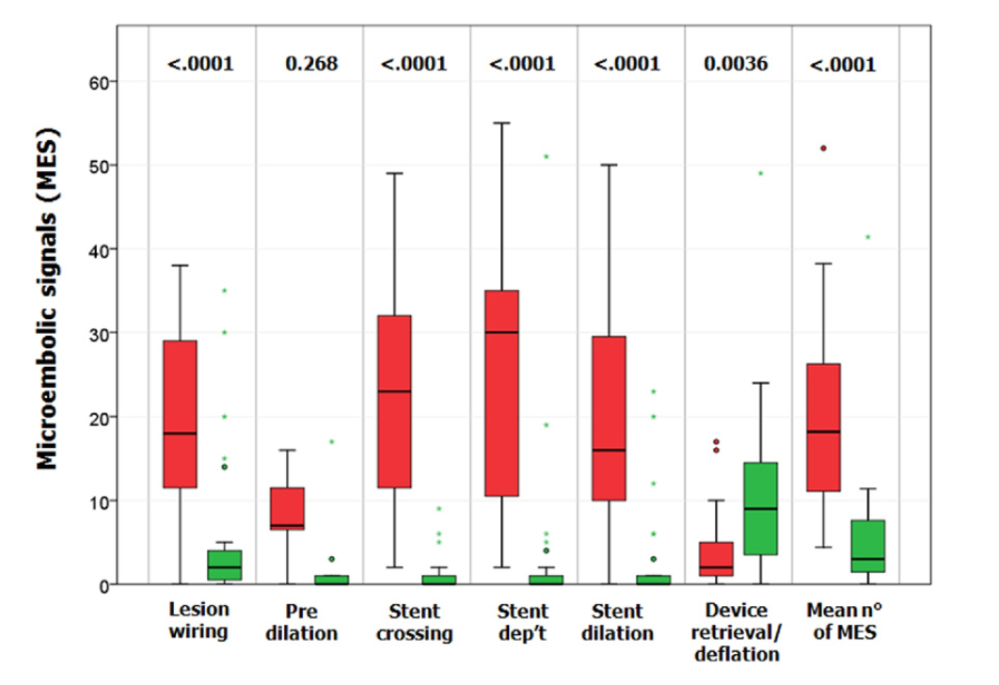 <.0001 0.268 <.0001 <.0001 <.0001 0.0036 <.0001
Microembolic signals (MES)
60
50
40
30
20
10
0
Lesion wiring
Pre dilation
Stent crossing
Stent dep't
Stent dilation
Device retrieval/ deflation
Mean n° of MES